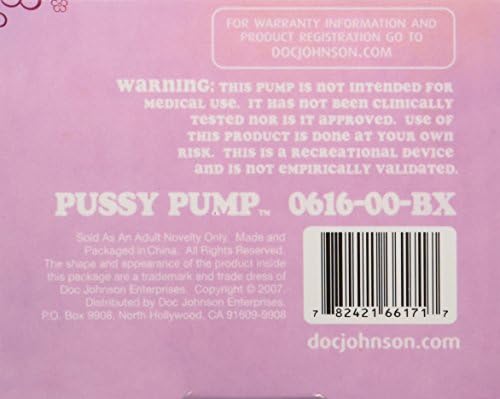 FOR WARRANTY INFORMATION AND
PRODUCT REGISTRATION GO TO
DOCJOHNSON.COM
WARNING: THIS PUMP IS NOT INTENDED FOR
MEDICAL USE. IT HAS NOT BEEN CLINICALLY
TESTED NOR IS IT APPROVED. USE OF
THIS PRODUCT IS DONE AT YOUR OWN
RISK. THIS IS A RECREATIONAL DEVICE
AND IS NOT EMPIRICALLY VALIDATED.
PUSSY PUMP™ 0616-00-BX
Sold As An Adult Novelty Only. Made and
Packaged in China. All Rights Reserved.
The shape and appearance of the product inside
this package are a trademark and trade dress of
Doc Johnson Enterprises. Copyright © 2007.
Distributed by Doc Johnson Enterprises.
P.O. Box 9908, North Hollywood, CA 91609-9908
7 82421 66171 7
docjohnson.com